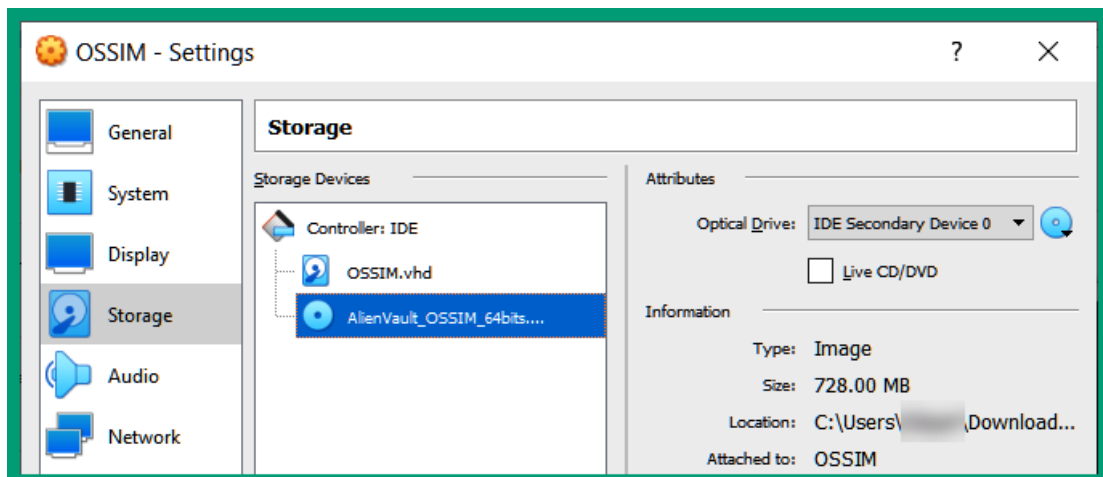 OSSIM - Settings ?
General
System
Display
Storage
Audio
Network
Storage
Storage Devices
Controller: IDE
OSSIM.vhd
AlienVault_OSSIM_64bits....
Attributes
Optical Drive: IDE Secondary Device 0
Live CD/DVD
Information
Type: Image
Size: 728.00 MB
Location: C:\Users\ \Download...
Attached to: OSSIM